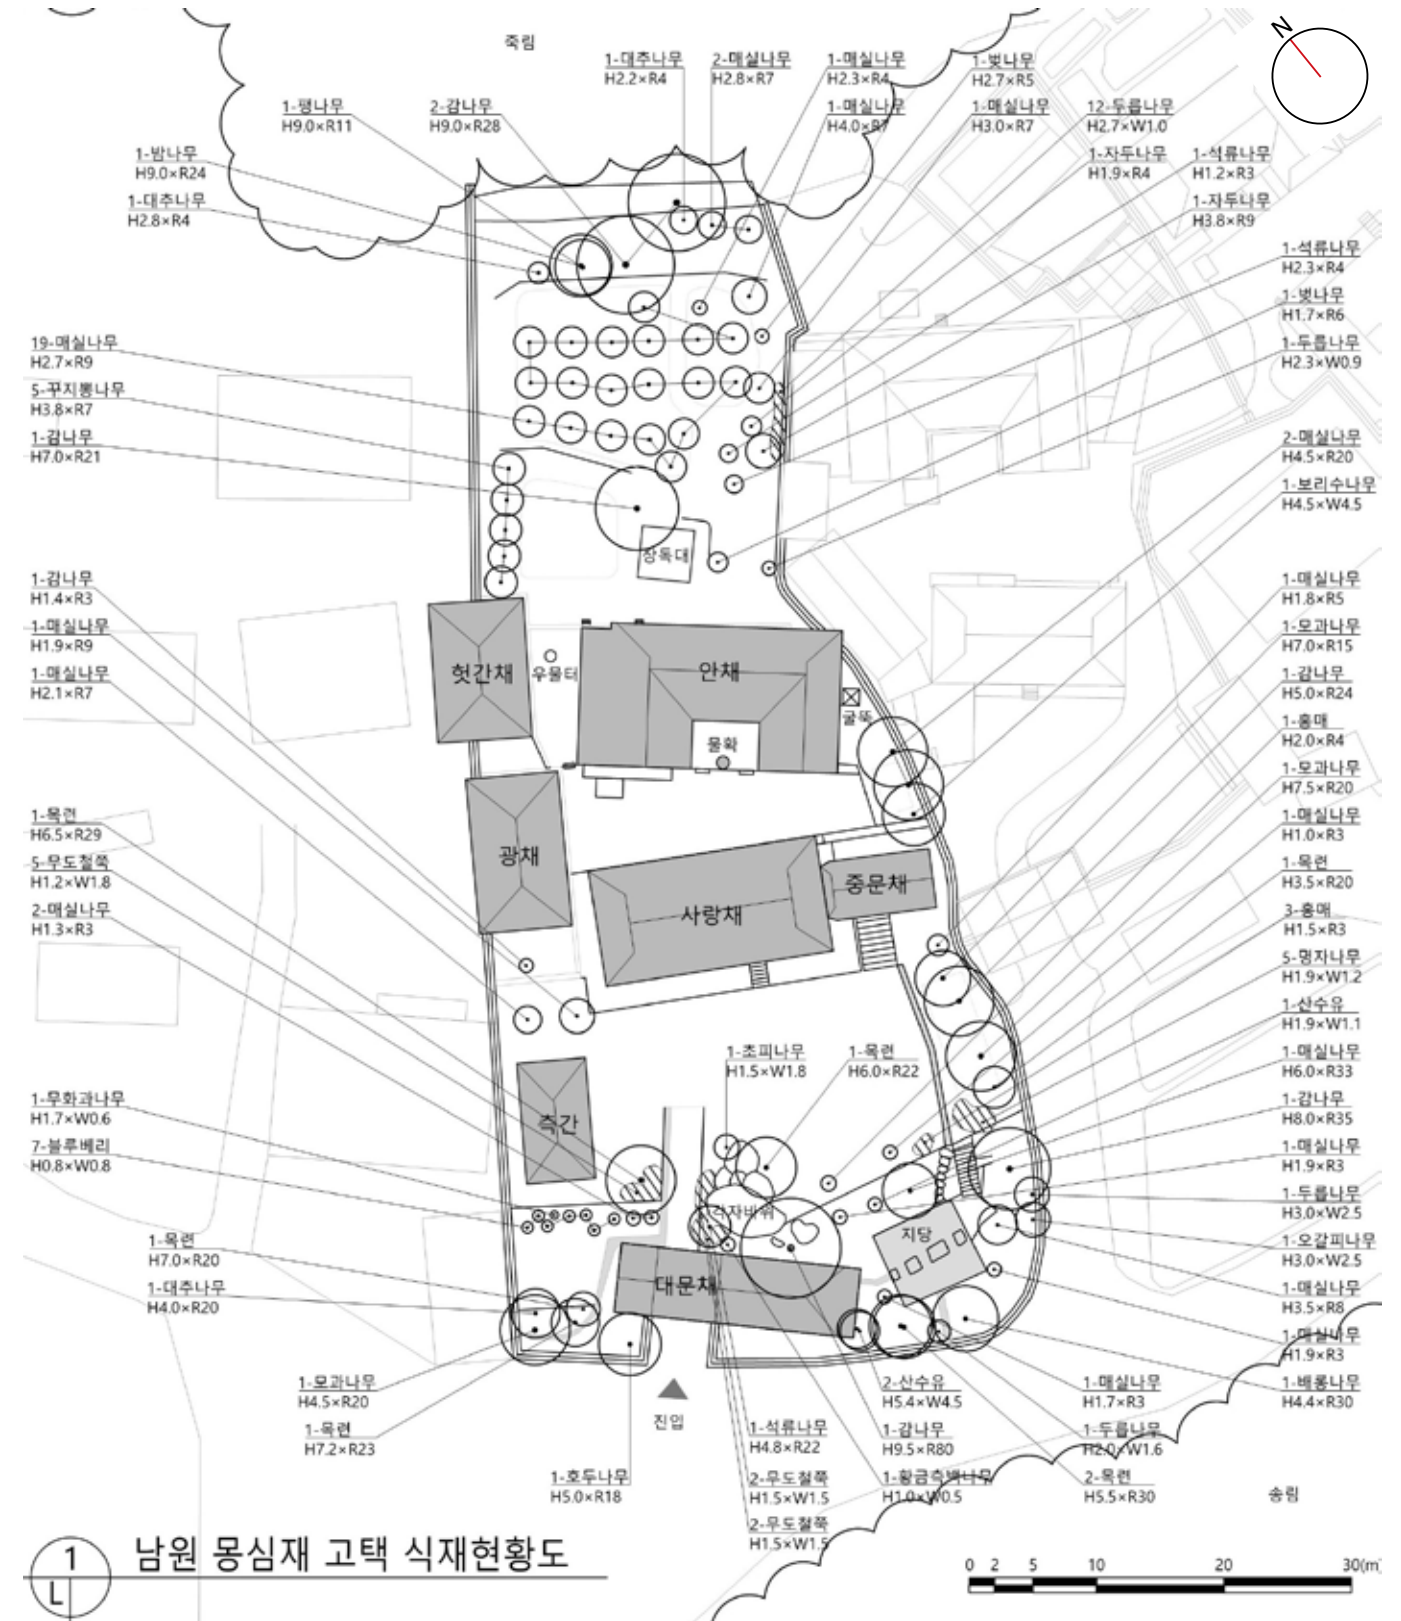 N
죽림
1-대추나무
H2.2×R4
2-매실나무
H2.8×R7
1-매실나무
H2.3×R4
1-벚나무
H2.7×R5
1-팽나무
H9.0×R11
2-감나무
H9.0×R28
1-매실나무
H4.0×R7
1-매실나무
H3.0×R7
12-두릅나무
H2.7×W1.0
1-밤나무
H9.0×R24
1-자두나무
H1.9×R4
1-석류나무
H1.2×R3
1-대추나무
H2.8×R4
1-자두나무
H3.8×R9
1-석류나무
H2.3×R4
1-벚나무
H1.7×R6
1-두릅나무
H2.3×W0.9
19-매실나무
H2.7×R9
5-꾸지뽕나무
H3.8×R7
1-감나무
H7.0×R21
2-매실나무
H4.5×R20
1-보리수나무
H4.5×W4.5
장독대
1-감나무
H1.4×R3
1-매실나무
H1.9×R9
1-매실나무
H2.1×R7
1-매실나무
H1.8×R5
1-모과나무
H7.0×R15
1-감나무
H5.0×R24
1-홍매
H2.0×R4
1-모과나무
H7.5×R20
1-매실나무
H1.0×R3
1-목련
H3.5×R20
3-홍매
H1.5×R3
5-명자나무
H1.9×W1.2
1-산수유
H1.9×W1.1
1-매실나무
H6.0×R33
1-감나무
H8.0×R35
1-매실나무
H1.9×R3
1-두릅나무
H3.0×W2.5
1-오갈피나무
H3.0×W2.5
1-매실나무
H3.5×R8
1-매실나무
H1.9×R3
1-배롱나무
H4.4×R30
헛간채
우물터
안채
굴뚝
물확
광채
사랑채
중문채
1-목련
H6.5×R29
5-무도철쭉
H1.2×W1.8
2-매실나무
H1.3×R3
1-초피나무
H1.5×W1.8
1-목련
H6.0×R22
측간
1-무화과나무
H1.7×W0.6
7-블루베리
H0.8×W0.8
각자바위
지당
대문채
1-목련
H7.0×R20
1-대추나무
H4.0×R20
1-모과나무
H4.5×R20
1-목련
H7.2×R23
1-호두나무
H5.0×R18
진입
1-석류나무
H4.8×R22
2-무도철쭉
H1.5×W1.5
2-무도철쭉
H1.5×W1.5
2-산수유
H5.4×W4.5
1-감나무
H9.5×R80
1-황금측백나무
H1.0×W0.5
1-매실나무
H1.7×R3
1-두릅나무
H2.0×W1.6
2-목련
H5.5×R30
송림
1
L
남원 몽심재 고택 식재현황도
0 2 5 10 20 30(m)